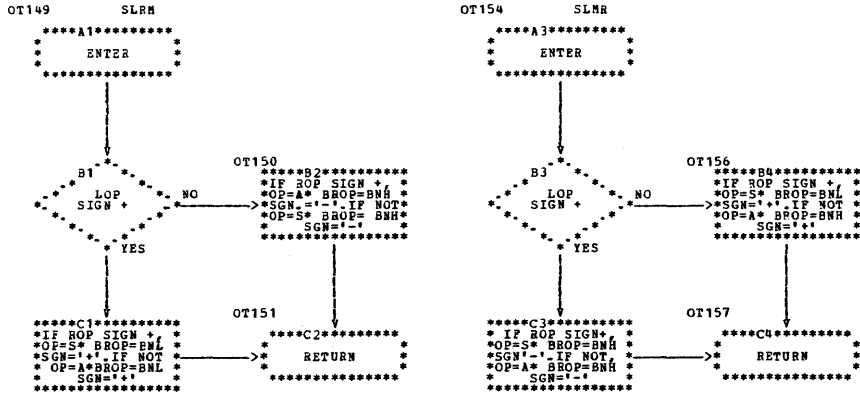 OT149 SLRM
A1
ENTER
B1
LOP
SIGN +
NO
YES
OT150
B2
IF ROP SIGN +,
OP=A* BROP=BNH
SGN.='-'.IF NOT
OP=S* BROP= BNH
SGN='-'
C1
IF ROP SIGN +,
OP=S* BROP=BNL
SGN='+'.IF NOT
OP=A*BROP=BNL
SGN='+'
OT151
C2
RETURN
OT154 SLMR
A3
ENTER
B3
LOP
SIGN +
NO
YES
OT156
B4
IF ROP SIGN +,
OP=S* BROP=BNL
SGN='+'.IF NOT
OP=A* BROP=BNH
SGN='+'
C3
IF ROP SIGN+,
OP=S* BROP=BNH
SGN'-'.IF NOT,
OP=A* BROP=BNH
SGN='-'
OT157
C4
RETURN